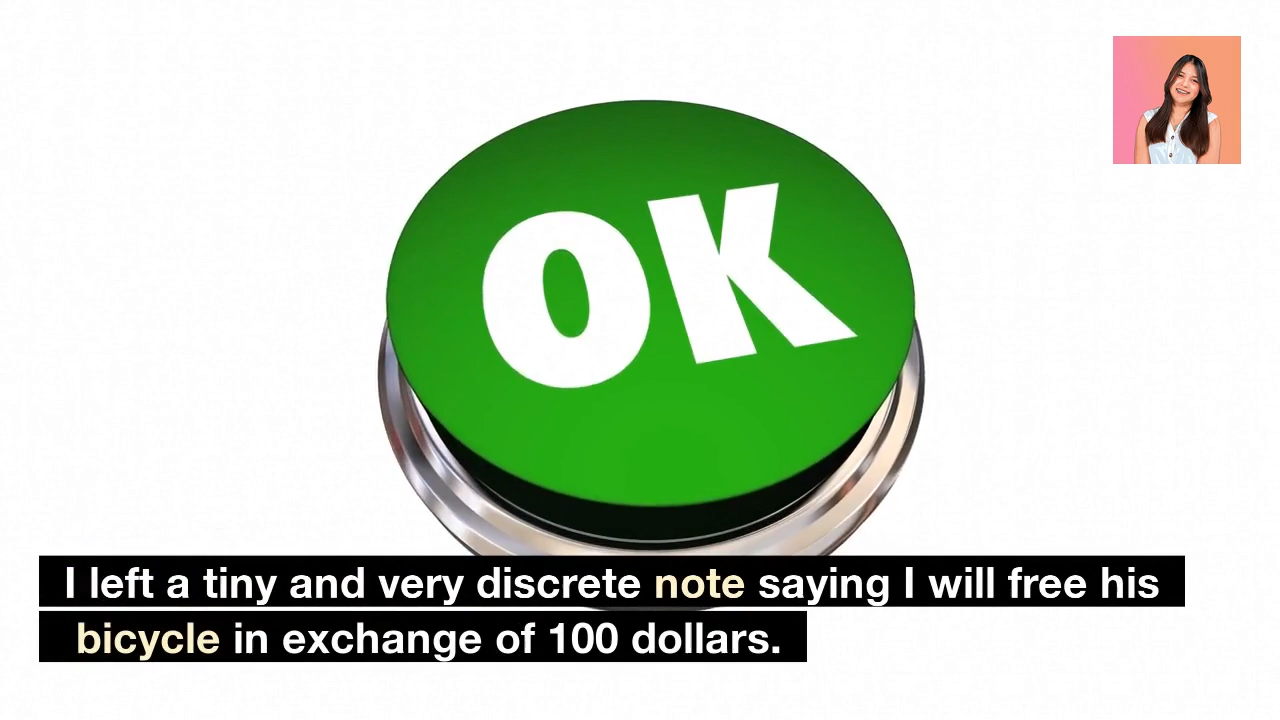 OK
I left a tiny and very discrete note saying I will free his
bicycle in exchange of 100 dollars.